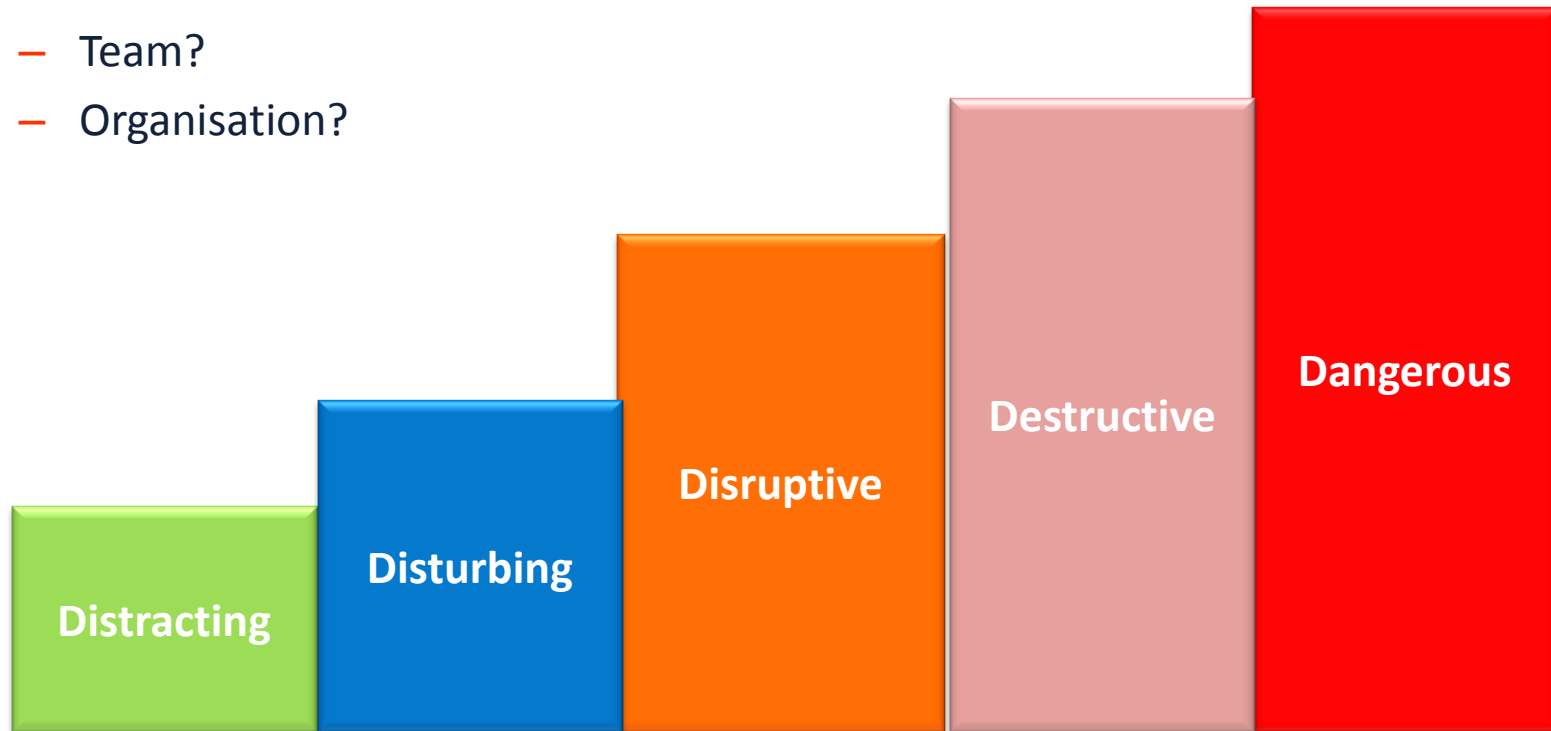 – Team?
– Organisation?
Distracting
Disturbing
Disruptive
Destructive
Dangerous